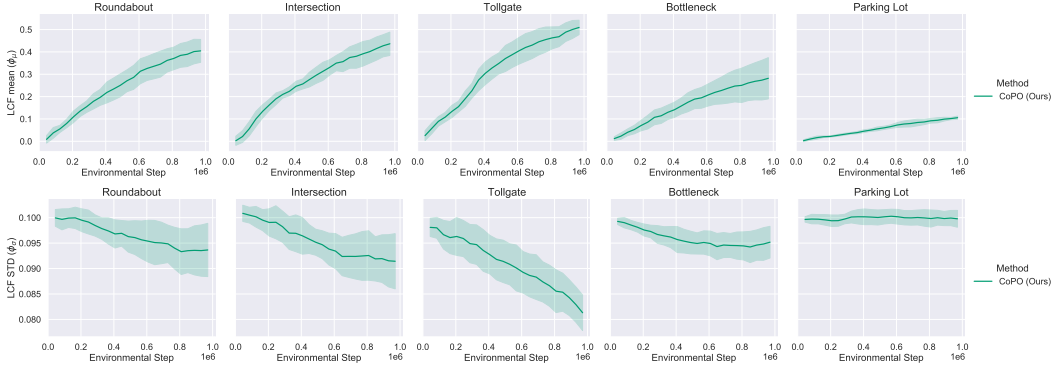 Roundabout Intersection Tollgate Bottleneck Parking Lot
LCF mean (ϕμ)
0.5
0.4
0.3
0.2
0.1
0.0
0.0 0.2 0.4 0.6 0.8 1.0 0.0 0.2 0.4 0.6 0.8 1.0 0.0 0.2 0.4 0.6 0.8 1.0 0.0 0.2 0.4 0.6 0.8 1.0 0.0 0.2 0.4 0.6 0.8 1.0
Environmental Step 1e6 Environmental Step 1e6 Environmental Step 1e6 Environmental Step 1e6 Environmental Step 1e6
Method
CoPO (Ours)
Roundabout Intersection Tollgate Bottleneck Parking Lot
LCF STD (ϕσ)
0.100
0.095
0.090
0.085
0.080
0.0 0.2 0.4 0.6 0.8 1.0 0.0 0.2 0.4 0.6 0.8 1.0 0.0 0.2 0.4 0.6 0.8 1.0 0.0 0.2 0.4 0.6 0.8 1.0 0.0 0.2 0.4 0.6 0.8 1.0
Environmental Step 1e6 Environmental Step 1e6 Environmental Step 1e6 Environmental Step 1e6 Environmental Step 1e6
Method
CoPO (Ours)